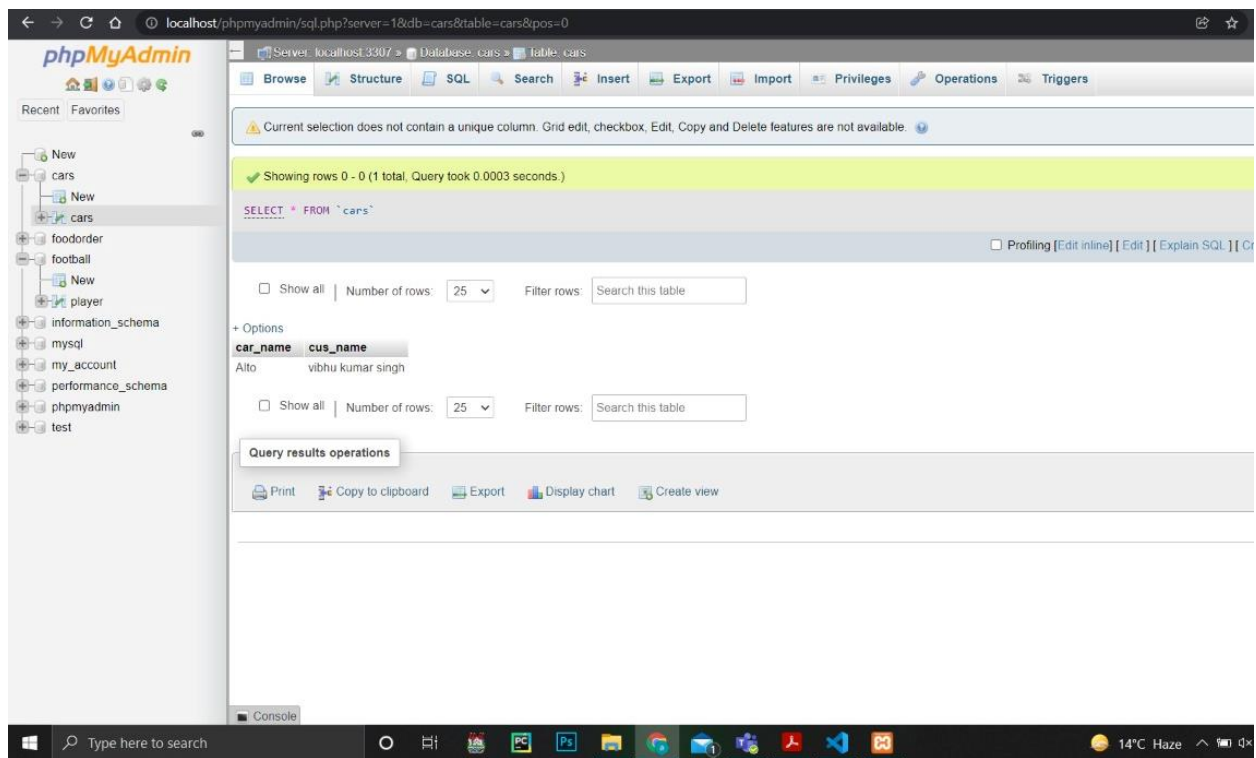 localhost/phpmyadmin/sql.php?server=1&db=cars&table=cars&pos=0
phpMyAdmin
Recent Favorites
New
cars
New
cars
foodorder
football
New
player
information_schema
mysql
my_account
performance_schema
phpmyadmin
test
Server: localhost:3307 » Database: cars » Table: cars
Browse Structure SQL Search Insert Export Import Privileges Operations Triggers
Current selection does not contain a unique column. Grid edit, checkbox, Edit, Copy and Delete features are not available.
Showing rows 0 - 0 (1 total, Query took 0.0003 seconds.)
SELECT * FROM `cars`
Profiling [Edit inline] [ Edit ] [ Explain SQL ] [ Cr
Show all | Number of rows: 25 Filter rows: Search this table
+ Options
car_name cus_name
Alto vibhu kumar singh
Show all | Number of rows: 25 Filter rows: Search this table
Query results operations
Print Copy to clipboard Export Display chart Create view
Console
Type here to search
PC Ps 1 14°C Haze